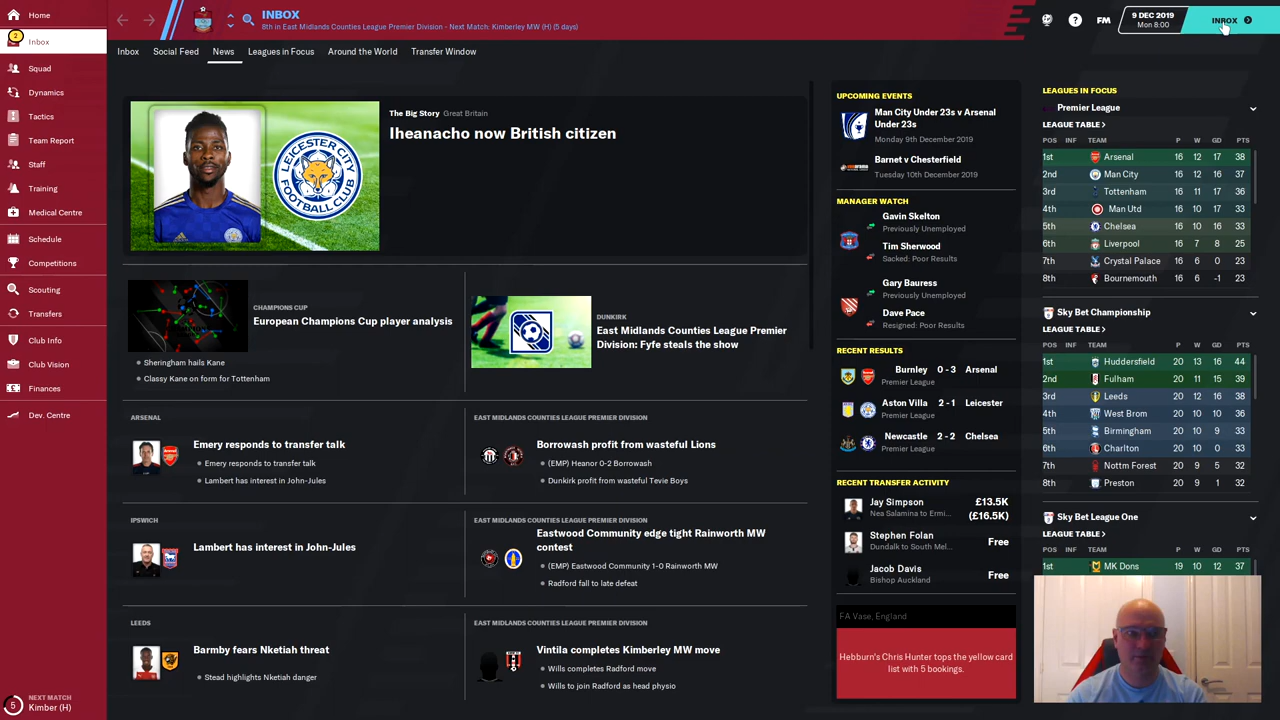 Home
2
Inbox
Squad
Dynamics
Tactics
Team Report
Staff
Training
Medical Centre
Schedule
Competitions
Scouting
Transfers
Club Info
Club Vision
Finances
Dev. Centre
5
NEXT MATCH
Kimber (H)
INBOX
8th in East Midlands Counties League Premier Division - Next Match: Kimberley MW (H) (5 days)
?
FM
9 DEC 2019
Mon 8:00
INBOX
Inbox
Social Feed
News
Leagues in Focus
Around the World
Transfer Window
LEICESTER CITY
FOOTBALL CLUB
The Big Story Great Britain
Iheanacho now British citizen
CHAMPIONS CUP
European Champions Cup player analysis
Sheringham hails Kane
Classy Kane on form for Tottenham
DUNKIRK
East Midlands Counties League Premier
Division: Fyfe steals the show
ARSENAL
Emery responds to transfer talk
Emery responds to transfer talk
Lambert has interest in John-Jules
EAST MIDLANDS COUNTIES LEAGUE PREMIER DIVISION
Borrowash profit from wasteful Lions
(EMP) Heanor 0-2 Borrowash
Dunkirk profit from wasteful Tevie Boys
IPSWICH
Lambert has interest in John-Jules
EAST MIDLANDS COUNTIES LEAGUE PREMIER DIVISION
Eastwood Community edge tight Rainworth MW
contest
(EMP) Eastwood Community 1-0 Rainworth MW
Radford fall to late defeat
LEEDS
Barmby fears Nketiah threat
Stead highlights Nketiah danger
EAST MIDLANDS COUNTIES LEAGUE PREMIER DIVISION
Vintila completes Kimberley MW move
Wills completes Radford move
Wills to join Radford as head physio
UPCOMING EVENTS
Man City Under 23s v Arsenal
Under 23s
Monday 9th December 2019
Barnet v Chesterfield
Tuesday 10th December 2019
MANAGER WATCH
Gavin Skelton
Previously Unemployed
Tim Sherwood
Sacked: Poor Results
Gary Bauress
Previously Unemployed
Dave Pace
Resigned: Poor Results
RECENT RESULTS
Burnley 0 - 3 Arsenal
Premier League
Aston Villa 2 - 1 Leicester
Premier League
Newcastle 2 - 2 Chelsea
Premier League
RECENT TRANSFER ACTIVITY
Jay Simpson £13.5K
Nea Salamina to Ermi... (£16.5K)
Stephen Folan Free
Dundalk to South Mel...
Jacob Davis Free
Bishop Auckland
FA Vase, England
Hebburn's Chris Hunter tops the yellow card
list with 5 bookings.
LEAGUES IN FOCUS
Premier League
LEAGUE TABLE
POS INF TEAM P W GD PTS
1st Arsenal 16 12 17 38
2nd Man City 16 12 16 37
3rd Tottenham 16 11 17 36
4th Man Utd 16 10 17 33
5th Chelsea 16 10 16 33
6th Liverpool 16 7 8 25
7th Crystal Palace 16 6 0 23
8th Bournemouth 16 6 -1 23
Sky Bet Championship
LEAGUE TABLE
POS INF TEAM P W GD PTS
1st Huddersfield 20 13 16 44
2nd Fulham 20 11 15 39
3rd Leeds 20 12 16 38
4th West Brom 20 10 10 36
5th Birmingham 20 9 9 33
6th Charlton 20 10 0 33
7th Nottm Forest 20 9 5 32
8th Preston 20 9 1 32
Sky Bet League One
LEAGUE TABLE
POS INF TEAM P W GD PTS
1st MK Dons 19 10 12 37